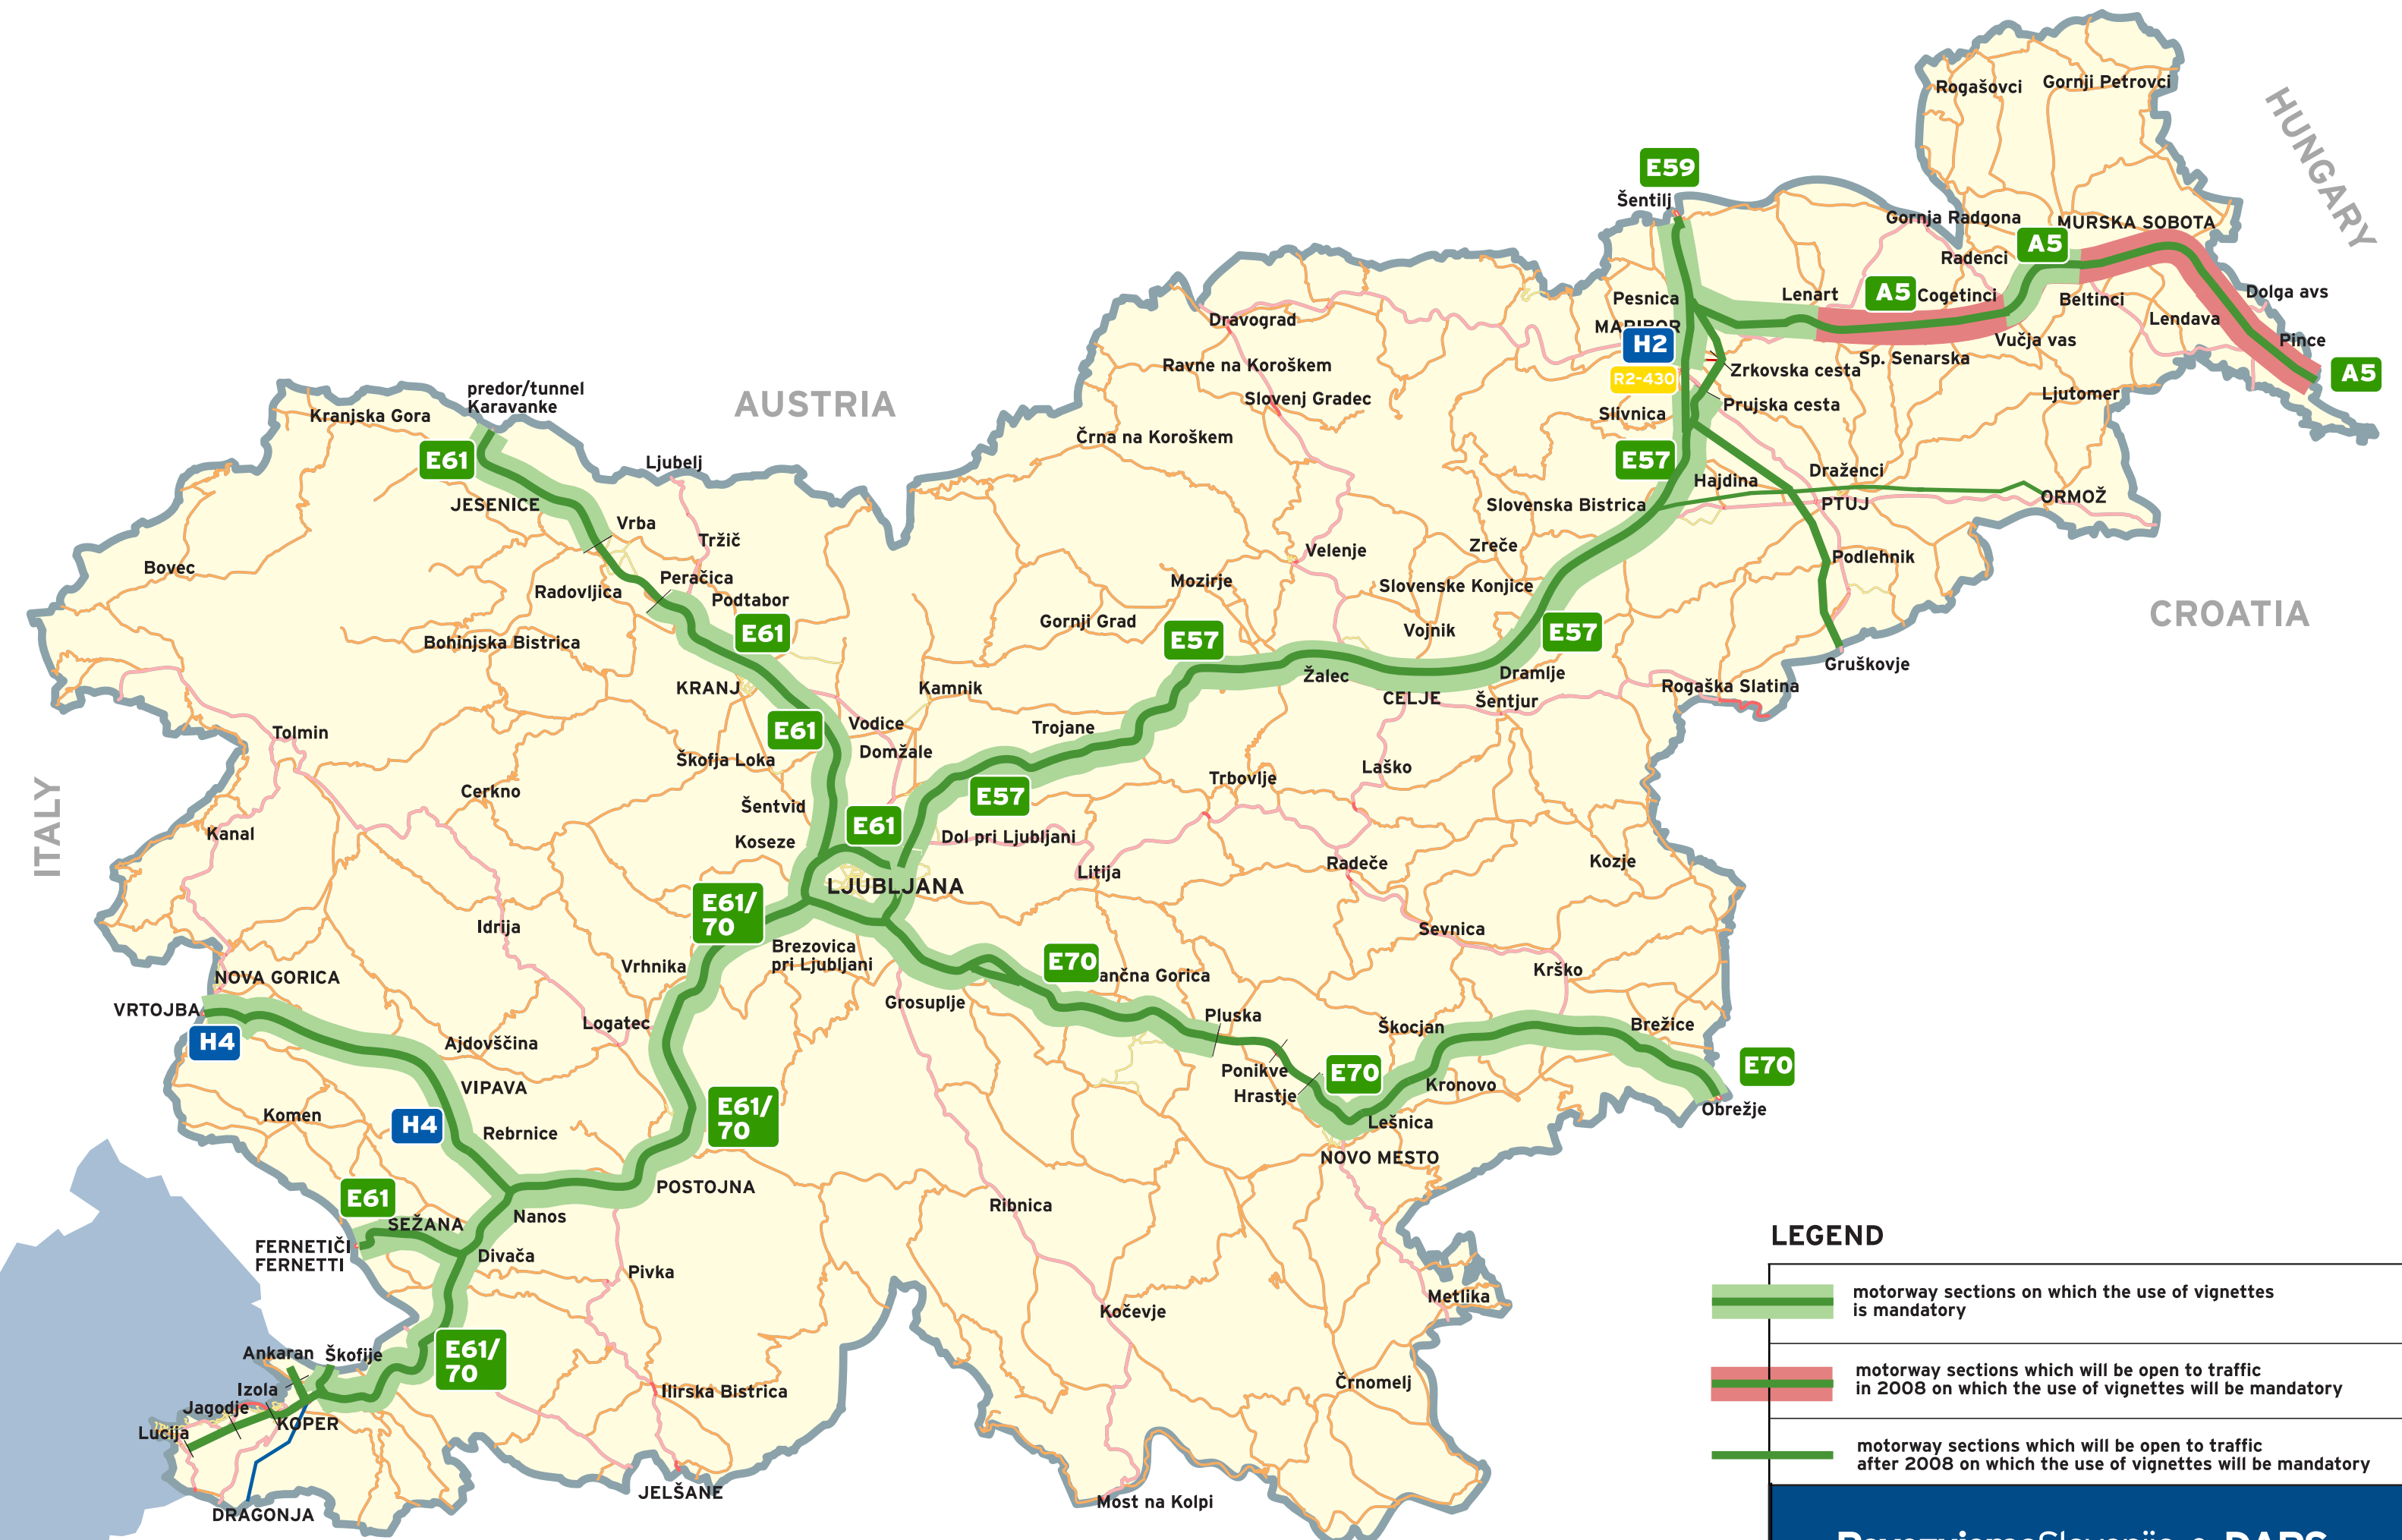 Rogašovci
Gornji Petrovci
HUNGARY
E59
Šentilj
Gornja Radgona
MURSKA SOBOTA
A5
Radenci
Pesnica
Lenart
A5
Cogetinci
Beltinci
Dolga avs
Lendava
MARIBOR
H2
Vučja vas
Pince
Sp. Senarska
Zrkovska cesta
A5
R2-430
Ljutomer
Prujska cesta
Slivnica
Dravograd
Ravne na Koroškem
Slovenj Gradec
Črna na Koroškem
AUSTRIA
predor/tunnel
Karavanke
Kranjska Gora
E61
Ljubelj
JESENICE
Vrba
Tržič
E57
Hajdina
Draženci
Slovenska Bistrica
PTUJ
ORMOŽ
Bovec
Velenje
Zreče
Podlehnik
Peračica
Radovljica
Podtabor
Mozirje
Slovenske Konjice
CROATIA
Bohinjska Bistrica
E61
Gornji Grad
E57
Vojnik
E57
Gruškovje
Žalec
Dramlje
KRANJ
Kamnik
CELJE
Šentjur
Rogaška Slatina
Tolmin
E61
Vodice
Trojane
Domžale
Škofja Loka
Trbovlje
Laško
Cerkno
E57
ITALY
Šentvid
E61
Kanal
Koseze
Dol pri Ljubljani
Litija
Radeče
Kozje
LJUBLJANA
E61/
70
Idrija
Sevnica
Brezovica
pri Ljubljani
Vrhnika
E70
ančna Gorica
Krško
NOVA GORICA
VRTOJBA
Grosuplje
Pluska
Logatec
Škocjan
Brežice
H4
Ajdovščina
Ponikve
E70
E70
VIPAVA
Hrastje
Kronovo
Komen
E61/
70
Obrežje
H4
Rebrnice
Lešnica
NOVO MESTO
POSTOJNA
E61
SEŽANA
Nanos
Ribnica
FERNETIČI
FERNETTI
Divača
Pivka
Metlika
Kočevje
Ankaran
Škofije
E61/
70
Izola
Ilirska Bistrica
Črnomelj
Jagodje
KOPER
Lucija
JELŠANE
Most na Kolpi
DRAGONJA
LEGEND
motorway sections on which the use of vignettes
is mandatory
motorway sections which will be open to traffic
in 2008 on which the use of vignettes will be mandatory
motorway sections which will be open to traffic
after 2008 on which the use of vignettes will be mandatory